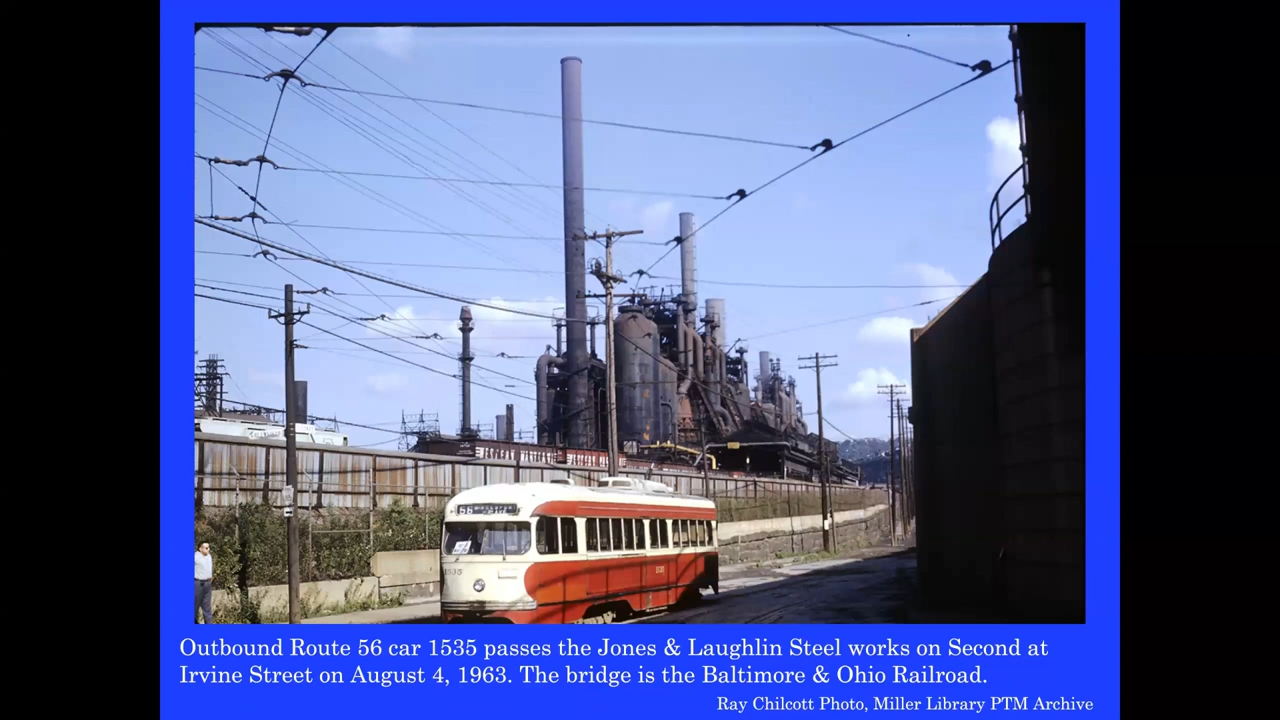 56
1535
Outbound Route 56 car 1535 passes the Jones & Laughlin Steel works on Second at
Irvine Street on August 4, 1963. The bridge is the Baltimore & Ohio Railroad.
Ray Chilcott Photo, Miller Library PTM Archive